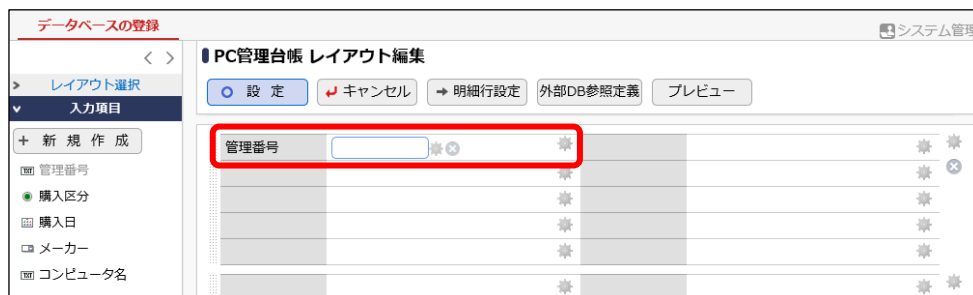 データベースの登録
システム管理
< >
PC管理台帳 レイアウト編集
> レイアウト選択
設 定
キャンセル
明細行設定
外部DB参照定義
プレビュー
入力項目
+ 新 規 作 成
管理番号
TXT 管理番号
購入区分
購入日
メーカー
TXT コンピュータ名